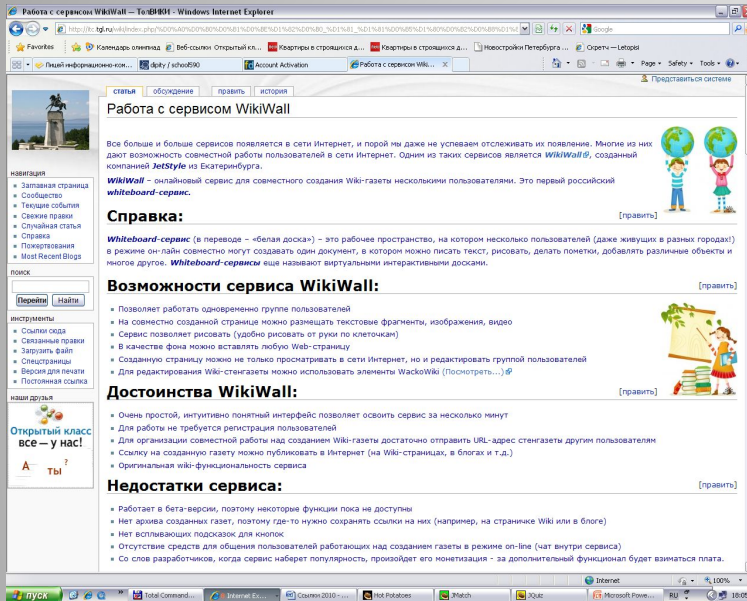 Работа с сервисом WikiWall — ТолВИКИ - Windows Internet Explorer
Google
Favorites
Календарь олимпиад
Веб-ссылки Открытый кл...
Квартиры в строящихся д...
Квартиры в строящихся д...
Новостройки Петербурга ...
Скретч — Letopisi
Лицей информационно-ком...
dipity / school590
Account Activation
Работа с сервисом Wiki...
Page
Safety
Tools
Представиться системе
статья
обсуждение
править
история
Работа с сервисом WikiWall
Все больше и больше сервисов появляется в сети Интернет, и порой мы даже не успеваем отслеживать их появление. Многие из них
дают возможность совместной работы пользователей в сети Интернет. Одним из таких сервисов является WikiWall, созданный
компанией JetStyle из Екатеринбурга.
WikiWall – онлайновый сервис для совместного создания Wiki-газеты несколькими пользователями. Это первый российский
whiteboard-сервис.
навигация
Заглавная страница
Сообщество
Текущие события
Свежие правки
Случайная статья
Справка
Пожертвования
Most Recent Blogs
поиск
Перейти
Найти
инструменты
Ссылки сюда
Связанные правки
Загрузить файл
Спецстраницы
Версия для печати
Постоянная ссылка
наши друзья
Открытый класс
все — у нас!
А ты ?
Справка:
[править]
Whiteboard-сервис (в переводе – «белая доска») – это рабочее пространство, на котором несколько пользователей (даже живущих в разных городах!)
в режиме он-лайн совместно могут создавать один документ, в котором можно писать текст, рисовать, делать пометки, добавлять различные объекты и
многое другое. Whiteboard-сервисы еще называют виртуальными интерактивными досками.
Возможности сервиса WikiWall:
[править]
Позволяет работать одновременно группе пользователей
На совместно созданной странице можно размещать текстовые фрагменты, изображения, видео
Сервис позволяет рисовать (удобно рисовать от руки по клеточкам)
В качестве фона можно вставлять любую Web-страницу
Созданную страницу можно не только просматривать в сети Интернет, но и редактировать группой пользователей
Для редактирования Wiki-стенгазеты можно использовать элементы WackoWiki (Посмотреть...)
Достоинства WikiWall:
[править]
Очень простой, интуитивно понятный интерфейс позволяет освоить сервис за несколько минут
Для работы не требуется регистрация пользователей
Для организации совместной работы над созданием Wiki-газеты достаточно отправить URL-адрес стенгазеты другим пользователям
Ссылку на созданную газету можно публиковать в Интернет (на Wiki-страницах, в блогах и т.д.)
Оригинальная wiki-функциональность сервиса
Недостатки сервиса:
[править]
Работает в бета-версии, поэтому некоторые функции пока не доступны
Нет архива созданных газет, поэтому где-то нужно сохранять ссылки на них (например, на страничке Wiki или в блоге)
Нет всплывающих подсказок для кнопок
Отсутствие средств для общения пользователей работающих над созданием газеты в режиме on-line (чат внутри сервиса)
Со слов разработчиков, когда сервис наберет популярность, произойдет его монетизация - за дополнительный функционал будет взиматься плата.
Internet
100%
пуск
Total Command...
Internet Ex...
Ссылки 2010 - ...
Hot Potatoes
JMatch
JQuiz
Microsoft Powe...
RU
18:05